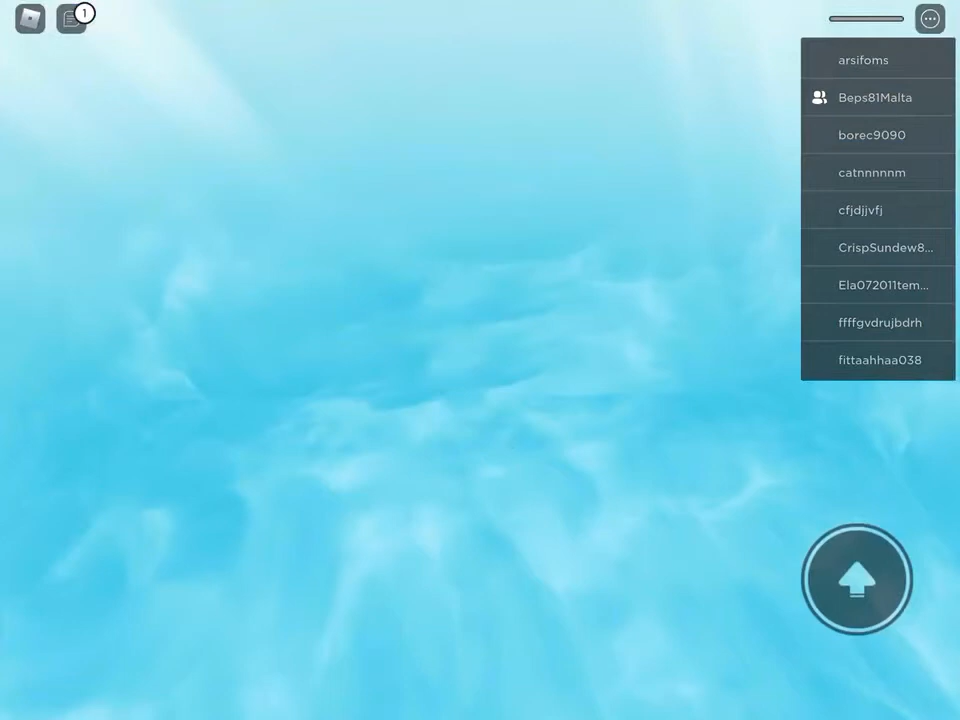 1
arsifoms
Beps81Malta
borec9090
catnnnnnm
cfjdjjvfj
CrispSundew8...
Ela072011tem...
ffffgvdrujbdrh
fittaahhaa038